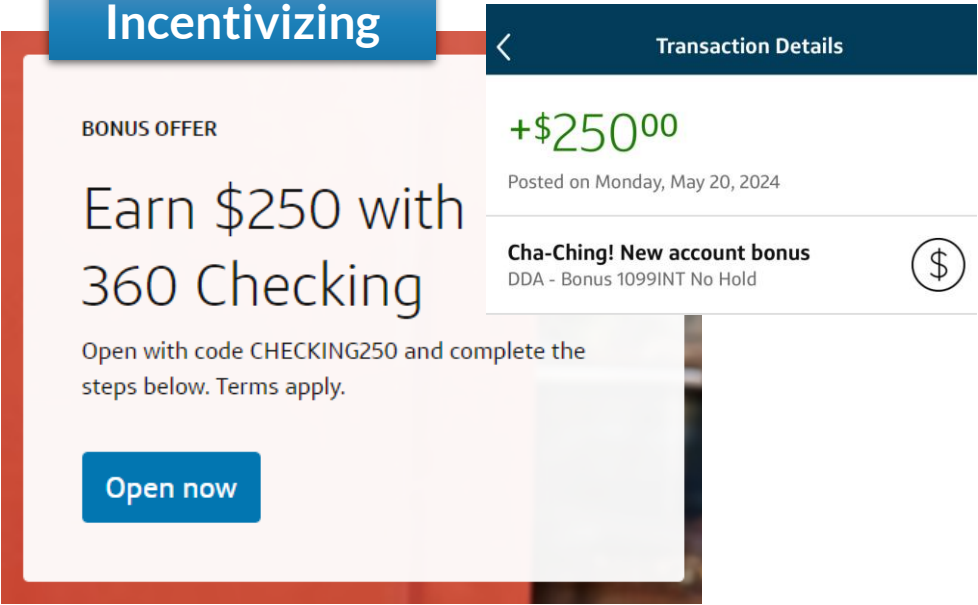 Incentivizing
BONUS OFFER
Earn $250 with
360 Checking
Open with code CHECKING250 and complete the
steps below. Terms apply.
Open now
Transaction Details
+$25000
Posted on Monday, May 20, 2024
Cha-Ching! New account bonus
DDA - Bonus 1099INT No Hold
$